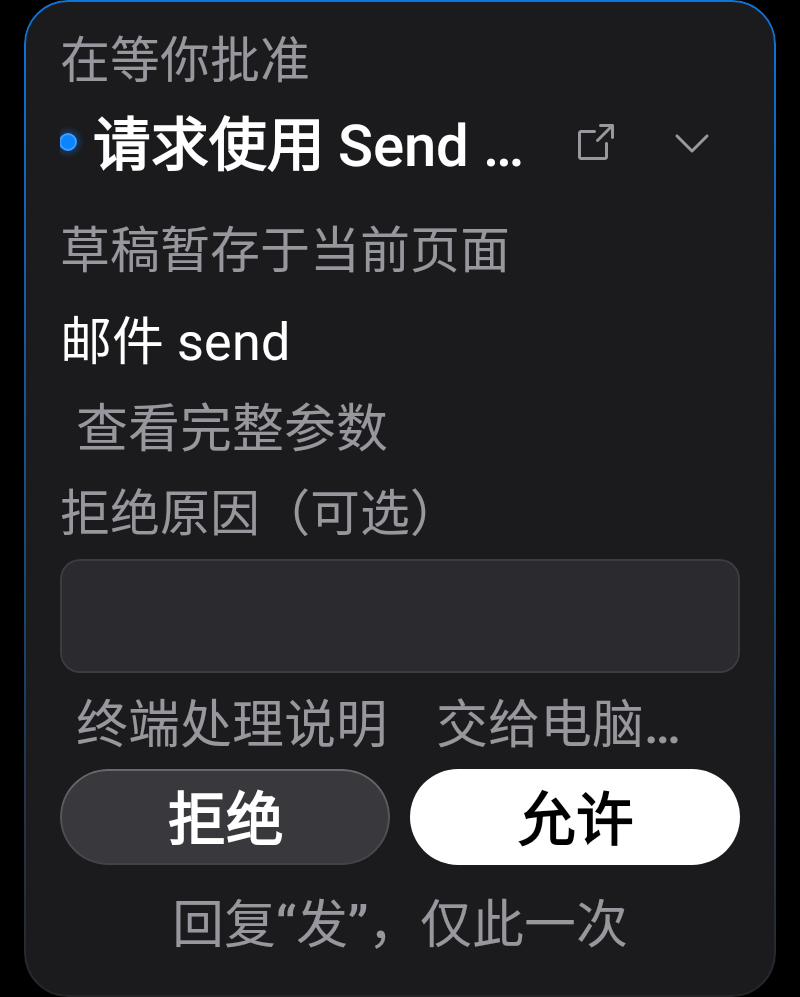 在等你批准
请求使用 Send ...
草稿暂存于当前页面
邮件 send
查看完整参数
拒绝原因（可选）
终端处理说明 交给电脑...
拒绝 允许
回复“发”，仅此一次